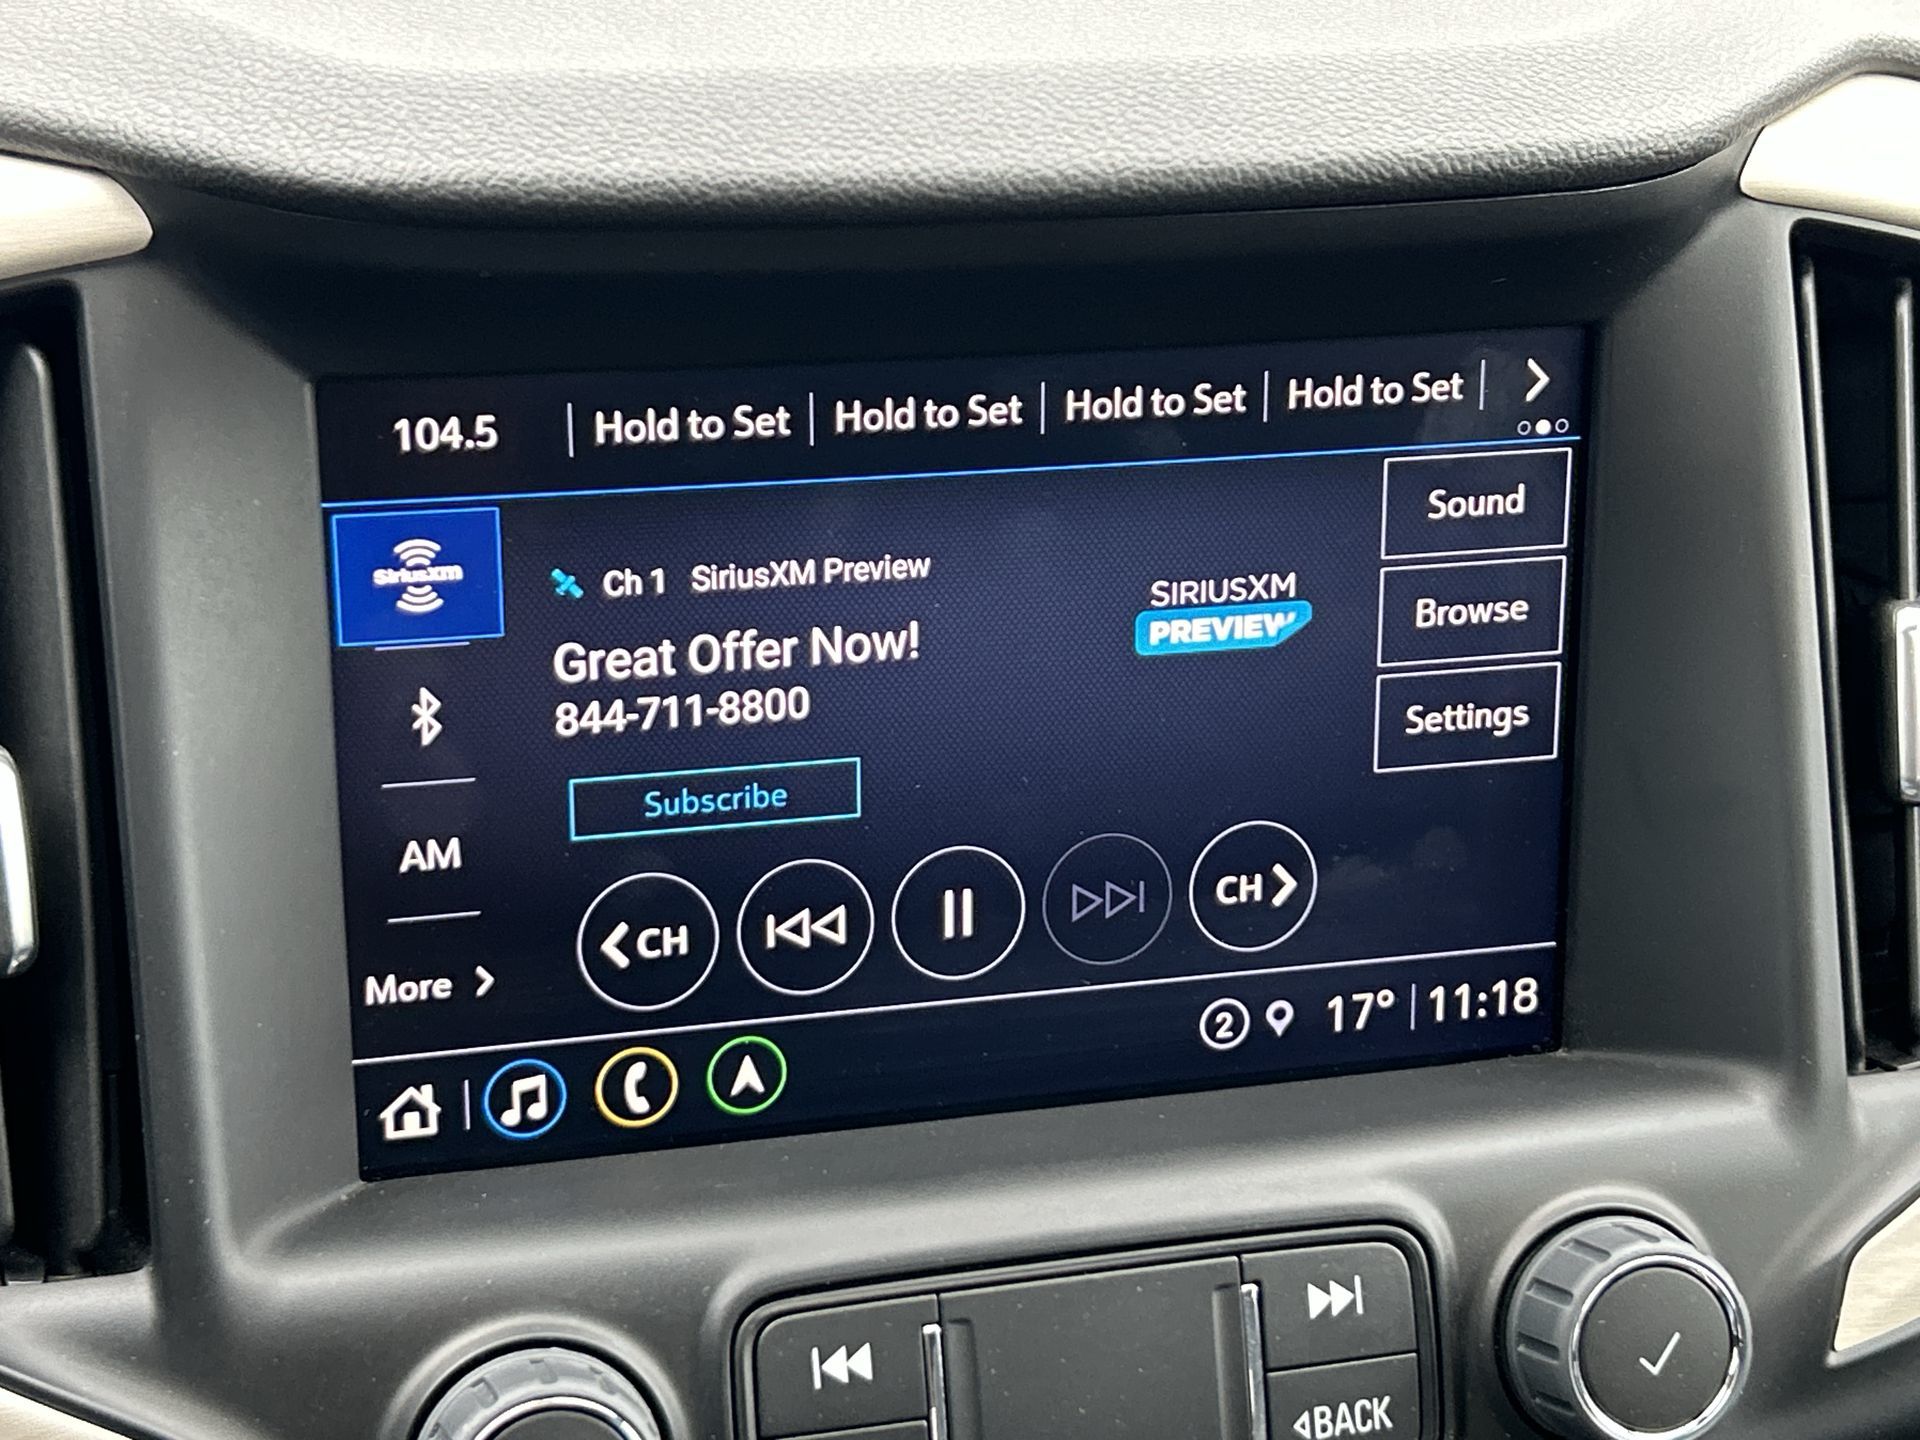 104.5 | Hold to Set | Hold to Set | Hold to Set | Hold to Set |
SiriusXM
Ch 1 SiriusXM Preview
Great Offer Now!
844-711-8800
Subscribe
SIRIUSXM
PREVIEW
Sound
Browse
Settings
AM
More >
<CH
CH>
2 17° | 11:18
BACK